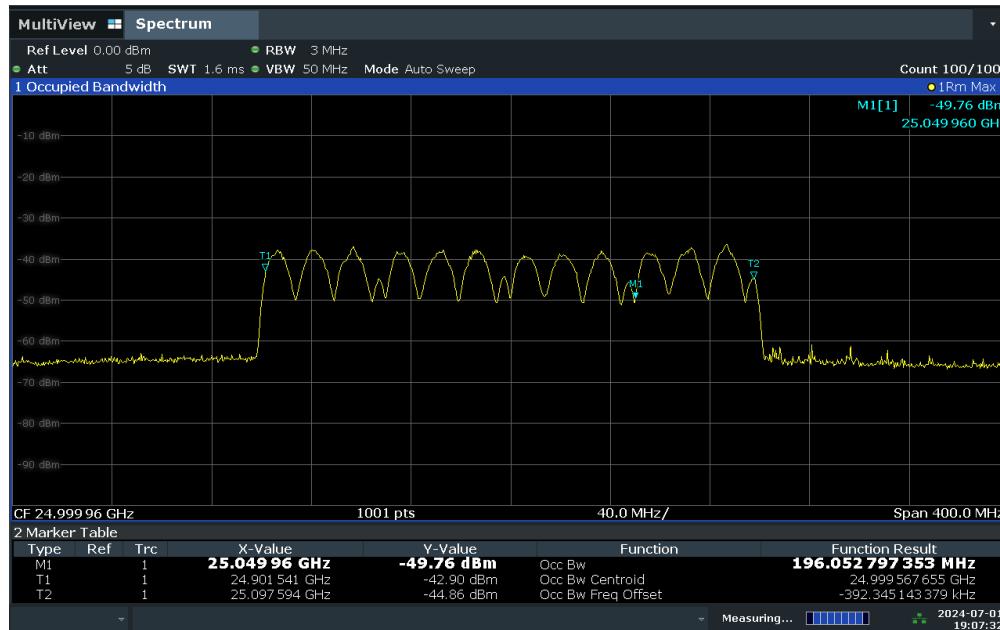 MultiView Spectrum
Ref Level 0.00 dBm RBW 3 MHz
Att 5 dB SWT 1.6 ms VBW 50 MHz Mode Auto Sweep Count 100/100
1 Occupied Bandwidth 1Rm Max
M1[1] -49.76 dBm
25.049 960 GH
-10 dBm
-20 dBm
-30 dBm
-40 dBm
-50 dBm
-60 dBm
-70 dBm
-80 dBm
-90 dBm
T1
T2
M1
CF 24.999 96 GHz 1001 pts 40.0 MHz/ Span 400.0 MHz
2 Marker Table
Type Ref Trc X-Value Y-Value Function Function Result
M1 1 25.049 96 GHz -49.76 dBm Occ Bw 196.052 797 353 MHz
T1 1 24.901 541 GHz -42.90 dBm Occ Bw Centroid 24.999 567 655 GHz
T2 1 25.097 594 GHz -44.86 dBm Occ Bw Freq Offset -392.345 143 379 kHz
Measuring... 2024-07-01
19:07:32